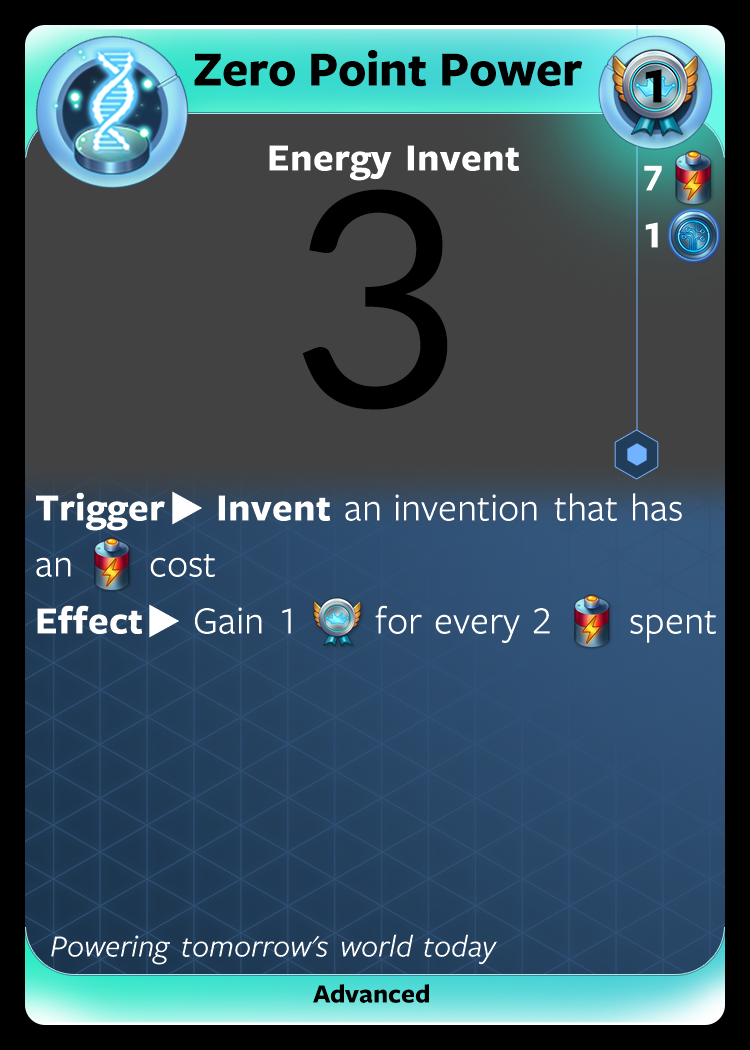 Zero Point Power
1
Energy Invent
7
1
3
Trigger▶ Invent an invention that has
an cost
Effect▶ Gain 1 for every 2 spent
Powering tomorrow's world today
Advanced